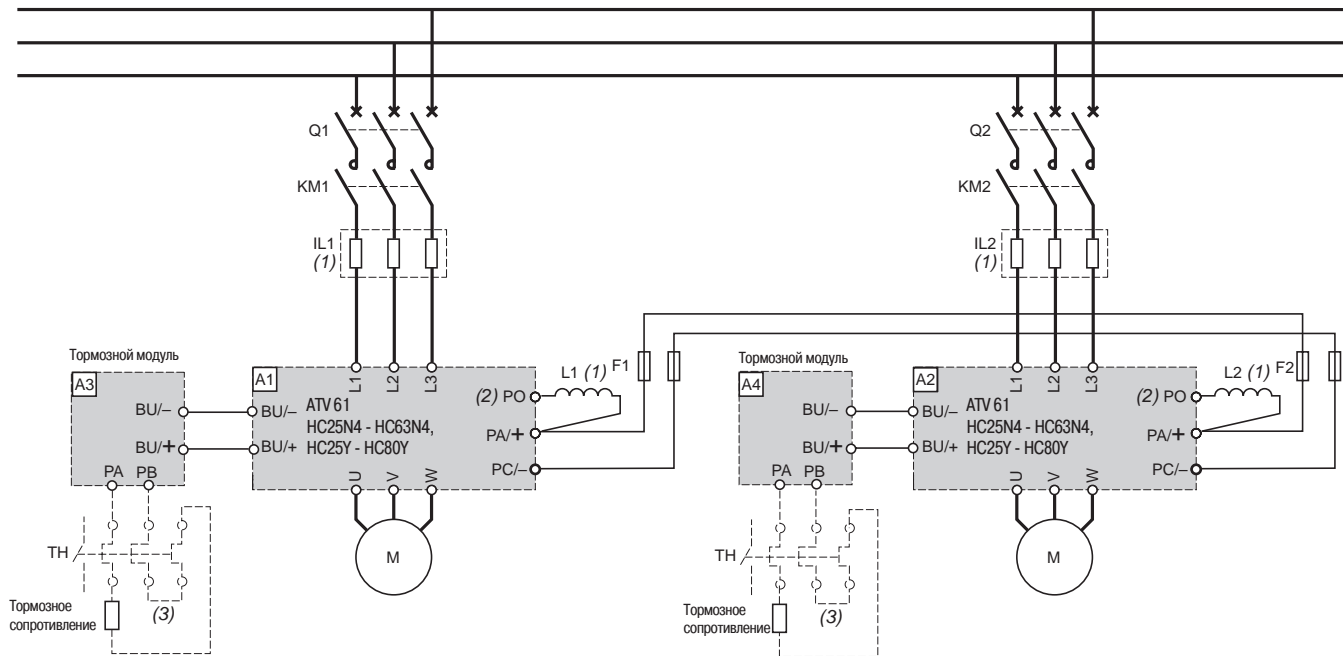 Q1
Q2
KM1
KM2
IL1
(1)
IL2
(1)
Тормозной модуль
A3
BU/–
BU/+
PA PB
A1
L1 L2 L3
BU/–
BU/+
ATV 61
HC25N4 - HC63N4,
HC25Y - HC80Y
U V W
(2) PO
PA/+
PC/–
L1 (1) F1
M
TH
(3)
Тормозное
сопротивление
Тормозной модуль
A4
BU/–
BU/+
PA PB
A2
L1 L2 L3
BU/–
BU/+
ATV 61
HC25N4 - HC63N4,
HC25Y - HC80Y
U V W
(2) PO
PA/+
PC/–
L2 (1) F2
M
TH
(3)
Тормозное
сопротивление